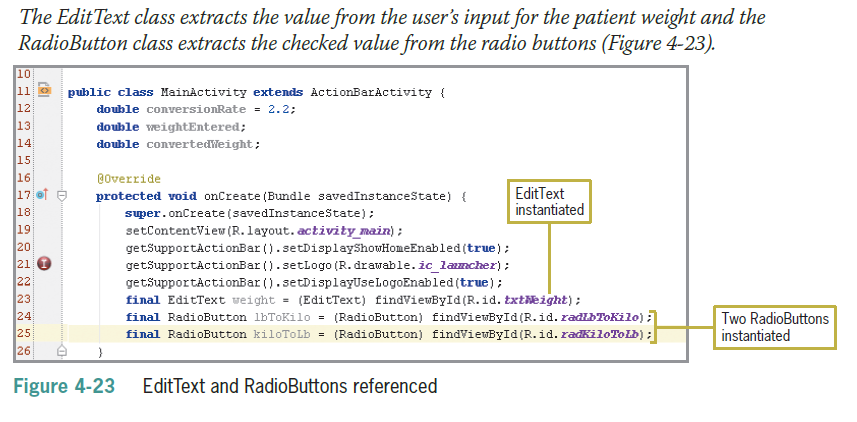 The EditText class extracts the value from the user's input for the patient weight and the
RadioButton class extracts the checked value from the radio buttons (Figure 4-23).
10
11 public class MainActivity extends ActionBarActivity {
12 double conversionRate = 2.2;
13 double weightEntered;
14 double convertedWeight;
15
16 @Override
17 protected void onCreate(Bundle savedInstanceState) {
18 super.onCreate(savedInstanceState);
19 setContentView(R.layout.activity_main);
20 getSupportActionBar().setDisplayShowHomeEnabled(true);
21 getSupportActionBar().setLogo(R.drawable.ic_launcher);
22 getSupportActionBar().setDisplayUseLogoEnabled(true);
23 final EditText weight = (EditText) findViewById(R.id.txtWeight);
24 final RadioButton lbToKilo = (RadioButton) findViewById(R.id.radLbToKilo);
25 final RadioButton kiloToLb = (RadioButton) findViewById(R.id.radKiloToLb);
26 }
EditText
instantiated
Two RadioButtons
instantiated
Figure 4-23 EditText and RadioButtons referenced